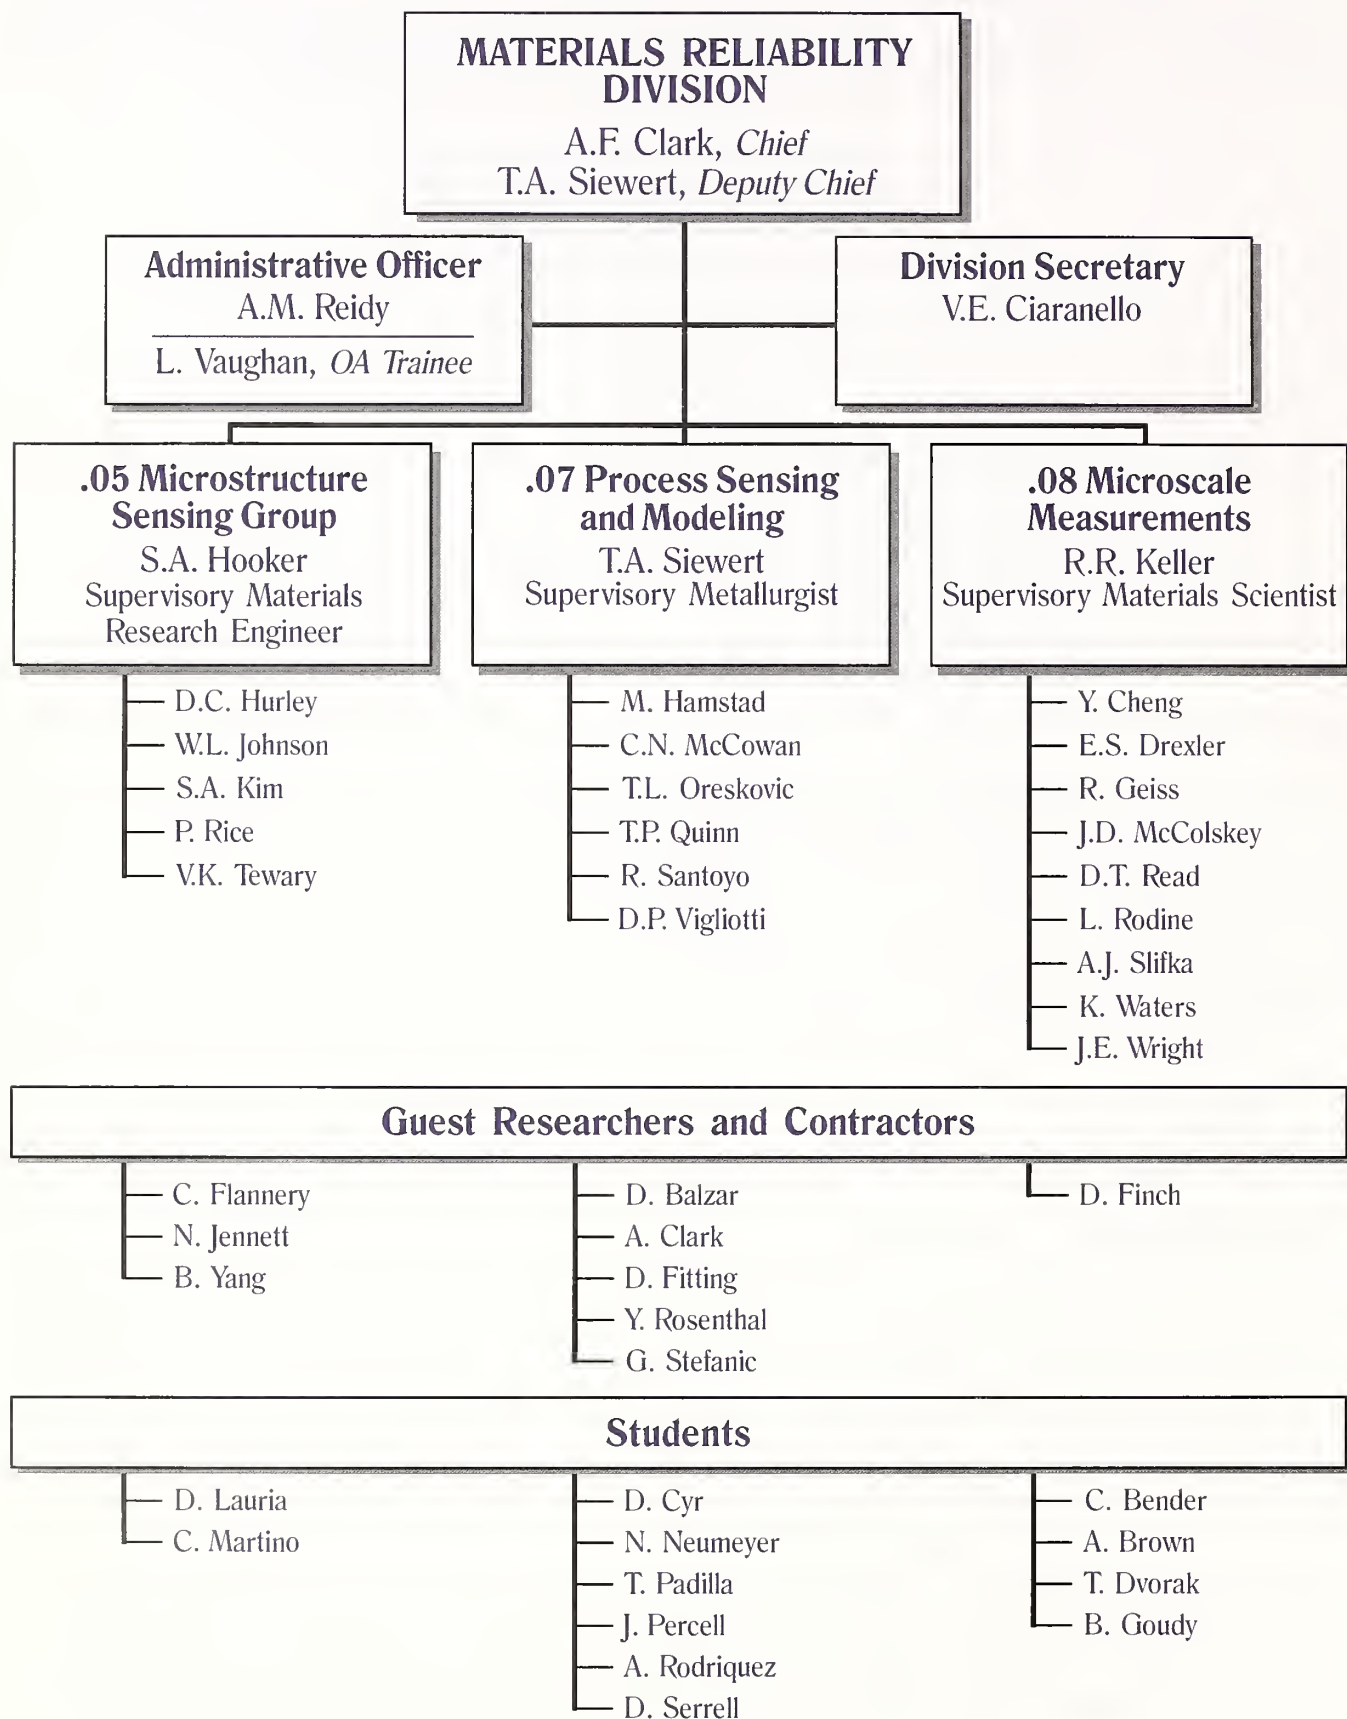 MATERIALS RELIABILITY
DIVISION
A.F. Clark, Chief
T.A. Siewert, Deputy Chief
Administrative Officer
A.M. Reidy
L. Vaughan, OA Trainee
Division Secretary
V.E. Ciaranello
.05 Microstructure
Sensing Group
S.A. Hooker
Supervisory Materials
Research Engineer
D.C. Hurley
W.L. Johnson
S.A. Kim
P. Rice
V.K. Tewary
.07 Process Sensing
and Modeling
T.A. Siewert
Supervisory Metallurgist
M. Hamstad
C.N. McCowan
T.L. Oreskovic
T.P. Quinn
R. Santoyo
D.P. Vigliotti
.08 Microscale
Measurements
R.R. Keller
Supervisory Materials Scientist
Y. Cheng
E.S. Drexler
R. Geiss
J.D. McColskey
D.T. Read
L. Rodine
A.J. Slifka
K. Waters
J.E. Wright
Guest Researchers and Contractors
C. Flannery
N. Jennett
B. Yang
D. Balzar
A. Clark
D. Fitting
Y. Rosenthal
G. Stefanic
D. Finch
Students
D. Lauria
C. Martino
D. Cyr
N. Neumeyer
T. Padilla
J. Percell
A. Rodriquez
D. Serrell
C. Bender
A. Brown
T. Dvorak
B. Goudy